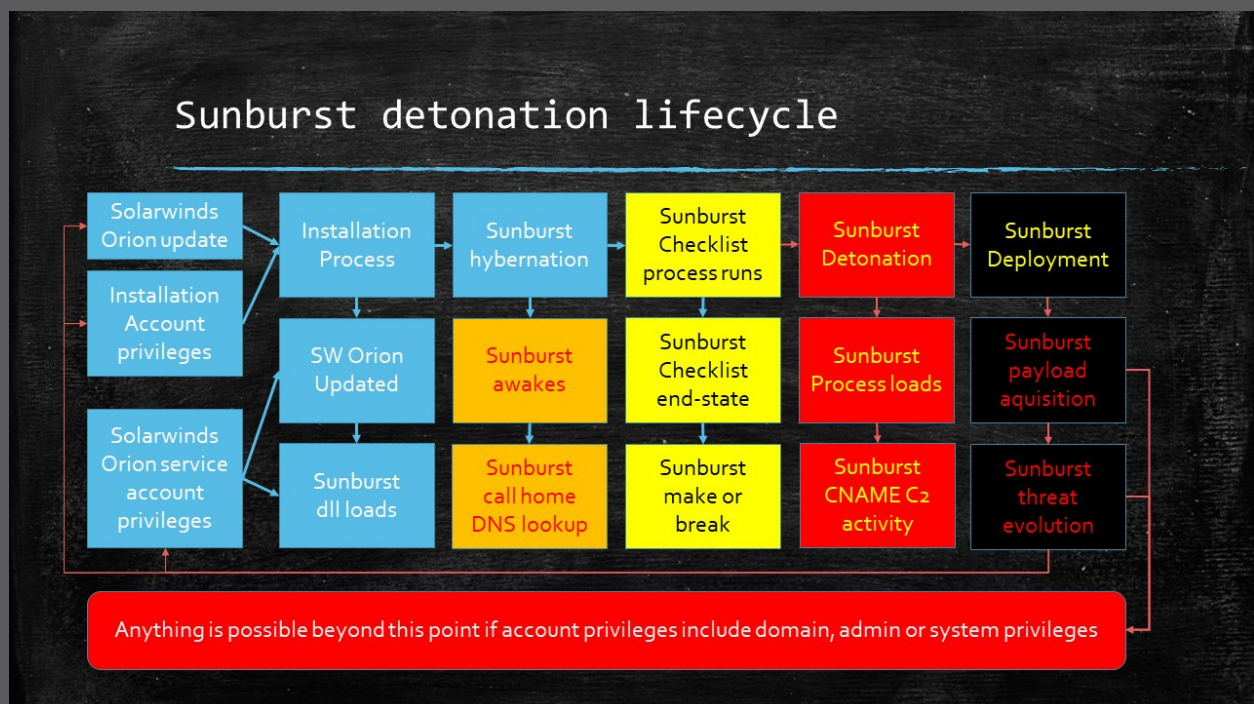 Sunburst detonation lifecycle
Solarwinds
Orion update
Installation
Account
privileges
Solarwinds
Orion service
account
privileges
Installation
Process
SW Orion
Updated
Sunburst
dll loads
Sunburst
hybernation
Sunburst
awakes
Sunburst
call home
DNS lookup
Sunburst
Checklist
process runs
Sunburst
Checklist
end-state
Sunburst
make or
break
Sunburst
Detonation
Sunburst
Process loads
Sunburst
CNAME C2
activity
Sunburst
Deployment
Sunburst
payload
aquisition
Sunburst
threat
evolution
Anything is possible beyond this point if account privileges include domain, admin or system privileges